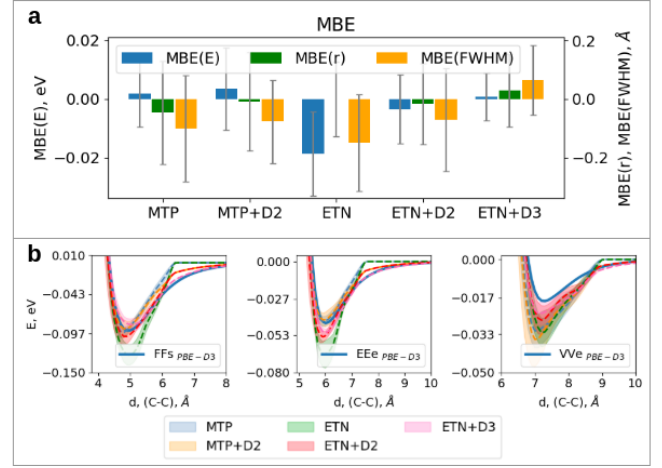 a
MBE
MBE(E) MBE(r) MBE(FWHM)
MBE(E), eV
0.02
0.00
−0.02
0.2
0.0
−0.2
MBE(r), MBE(FWHM), Å
MTP MTP+D2 ETN ETN+D2 ETN+D3
b
E, eV
0.010
−0.043
−0.097
−0.150
FFs PBE−D3
4 5 6 7 8
d, (C-C), Å
0.000
−0.027
−0.053
−0.080
EEe PBE−D3
5 6 7 8 9 10
d, (C-C), Å
0.000
−0.017
−0.033
−0.050
VVe PBE−D3
6 7 8 9 10
d, (C-C), Å
MTP ETN ETN+D3
MTP+D2 ETN+D2